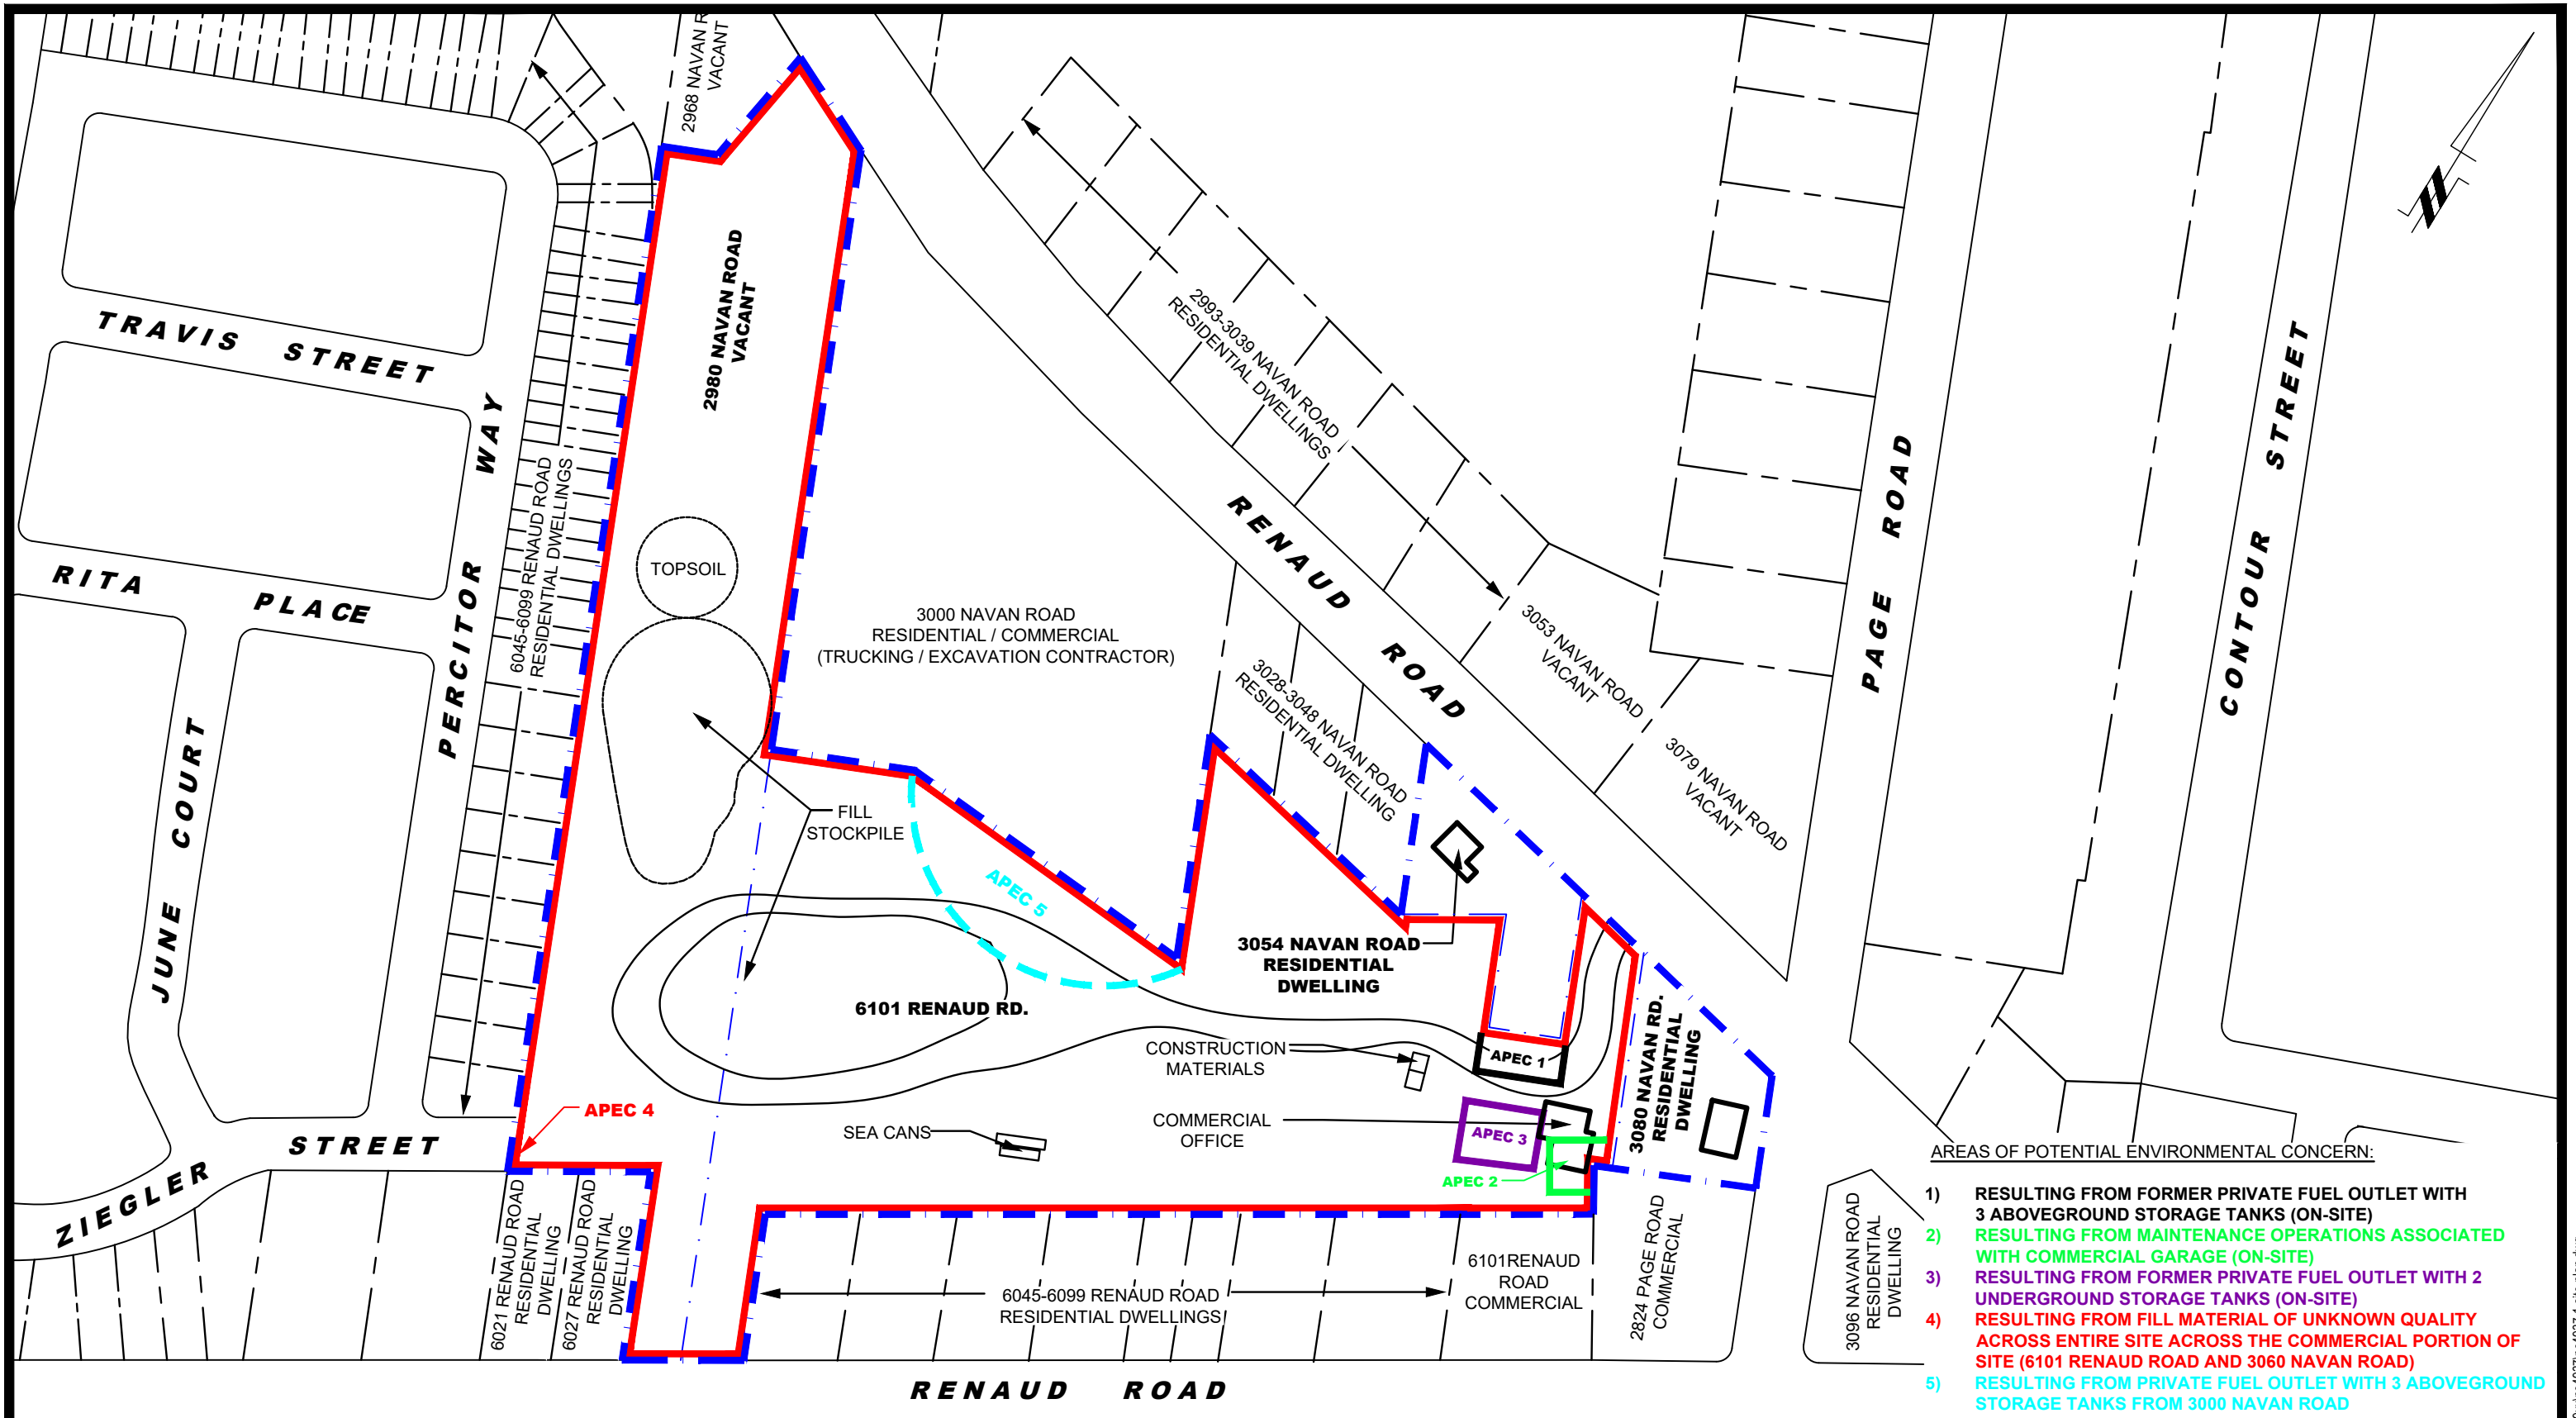 2968 NAVAN R
VACANT
2980 NAVAN ROAD
VACANT
TRAVIS STREET
PERCITOR WAY
6045-6099 RENAUD ROAD
RESIDENTIAL DWELLINGS
RITA PLACE
JUNE COURT
ZIEGLER STREET
TOPSOIL
3000 NAVAN ROAD
RESIDENTIAL / COMMERCIAL
(TRUCKING / EXCAVATION CONTRACTOR)
FILL
STOCKPILE
2993-3039 NAVAN ROAD
RESIDENTIAL DWELLINGS
RENAUD ROAD
3028-3048 NAVAN ROAD
RESIDENTIAL DWELLING
3053 NAVAN ROAD
VACANT
3079 NAVAN ROAD
VACANT
PAGE ROAD
CONTOUR STREET
APEC 5
3054 NAVAN ROAD
RESIDENTIAL
DWELLING
6101 RENAUD RD.
APEC 1
CONSTRUCTION
MATERIALS
3080 NAVAN RD.
RESIDENTIAL
DWELLING
APEC 4
SEA CANS
COMMERCIAL
OFFICE
APEC 3
APEC 2
6021 RENAUD ROAD
RESIDENTIAL
DWELLING
6027 RENAUD ROAD
RESIDENTIAL
DWELLING
6045-6099 RENAUD ROAD
RESIDENTIAL DWELLINGS
6101RENAUD
ROAD
COMMERCIAL
2824 PAGE ROAD
COMMERCIAL
3096 NAVAN ROAD
RESIDENTIAL
DWELLING
RENAUD ROAD
AREAS OF POTENTIAL ENVIRONMENTAL CONCERN:
1) RESULTING FROM FORMER PRIVATE FUEL OUTLET WITH
3 ABOVEGROUND STORAGE TANKS (ON-SITE)
2) RESULTING FROM MAINTENANCE OPERATIONS ASSOCIATED
WITH COMMERCIAL GARAGE (ON-SITE)
3) RESULTING FROM FORMER PRIVATE FUEL OUTLET WITH 2
UNDERGROUND STORAGE TANKS (ON-SITE)
4) RESULTING FROM FILL MATERIAL OF UNKNOWN QUALITY
ACROSS ENTIRE SITE ACROSS THE COMMERCIAL PORTION OF
SITE (6101 RENAUD ROAD AND 3060 NAVAN ROAD)
5) RESULTING FROM PRIVATE FUEL OUTLET WITH 3 ABOVEGROUND
STORAGE TANKS FROM 3000 NAVAN ROAD